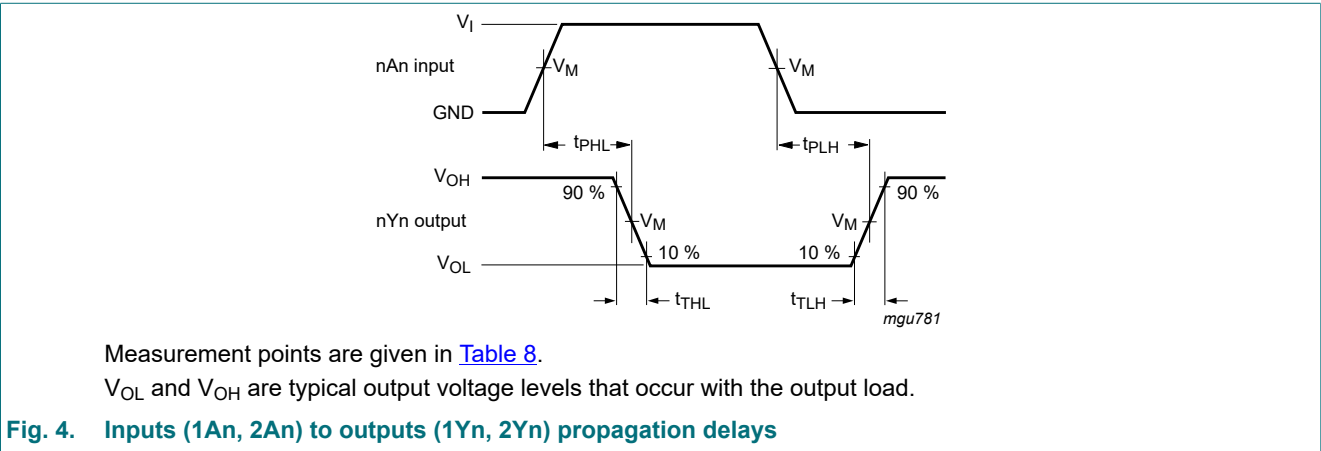 V_I
nAn input
V_M
V_M
GND
t_PHL
t_PLH
V_OH
90 %
90 %
nYn output
V_M
V_M
10 %
10 %
V_OL
t_THL
t_TLH
mgu781
Measurement points are given in Table 8.
V_OL and V_OH are typical output voltage levels that occur with the output load.
Fig. 4. Inputs (1An, 2An) to outputs (1Yn, 2Yn) propagation delays